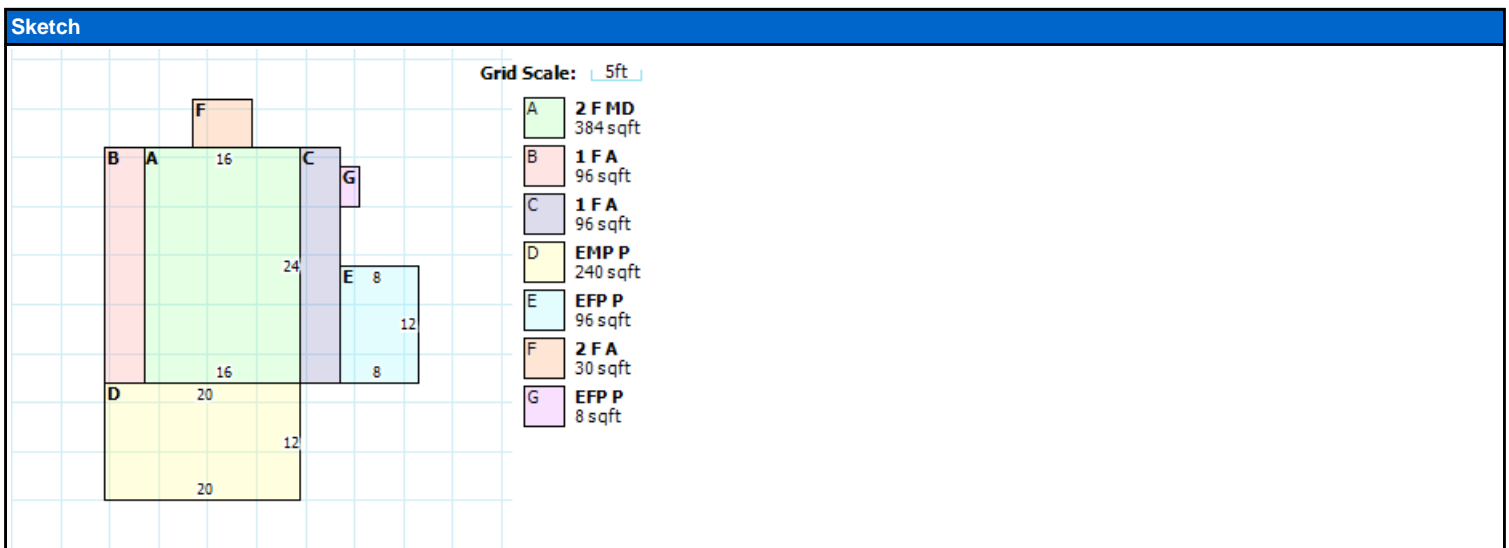 Sketch
Grid Scale: 5ft
A 2 F MD
384 sqft
B 1 F A
96 sqft
C 1 F A
96 sqft
D EMP P
240 sqft
E EFP P
96 sqft
F 2 F A
30 sqft
G EFP P
8 sqft
F
B A 16 C
G
24
E 8
12
16 8
D 20
12
20